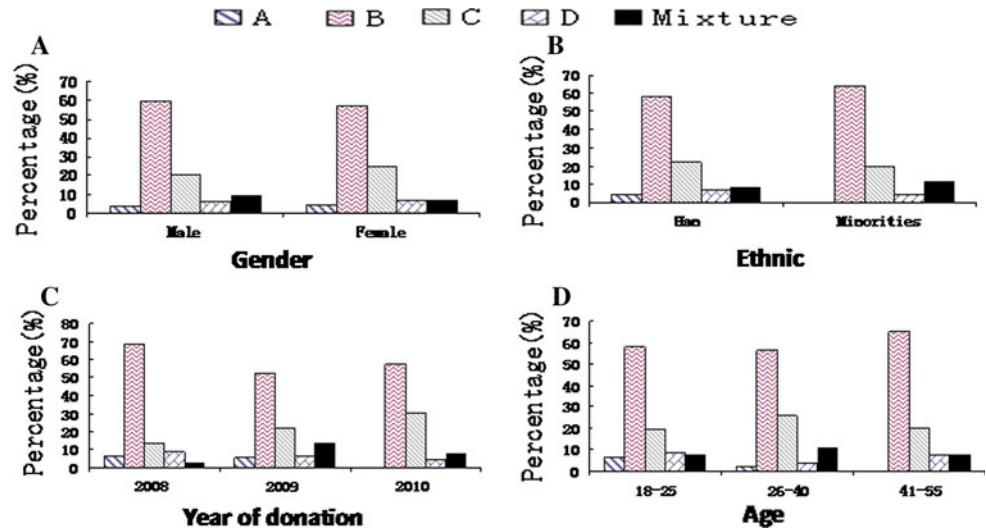 A B C D Mixture
A
Percentage(%)
70
60
50
40
30
20
10
0
Male Female
Gender
B
Percentage(%)
70
60
50
40
30
20
10
0
Han Minorities
Ethnic
C
Percentage(%)
80
70
60
50
40
30
20
10
0
2008 2009 2010
Year of donation
D
Percentage(%)
70
60
50
40
30
20
10
0
18-25 26-40 41-55
Age